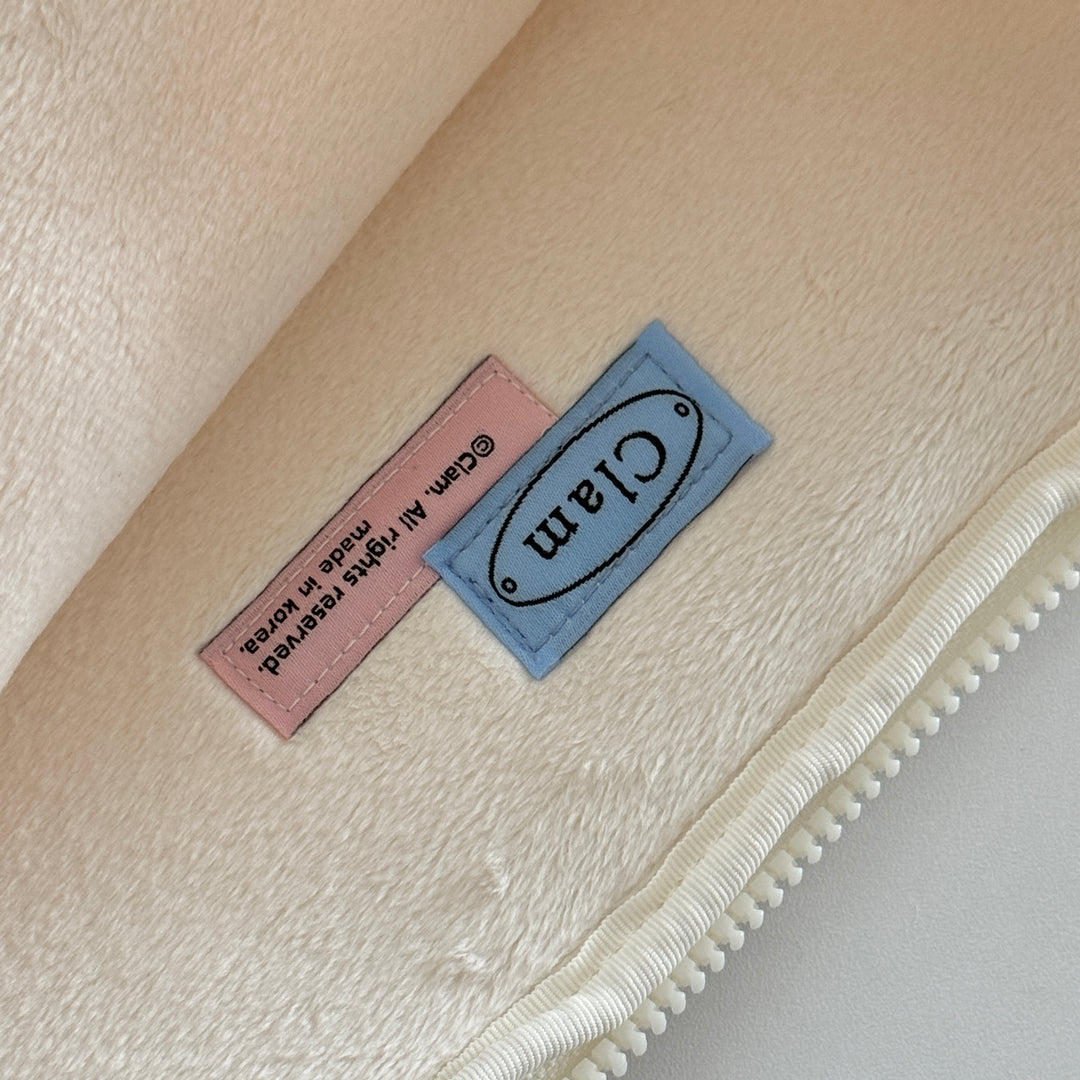 Clam
©Clam. All rights reserved.
made in korea.